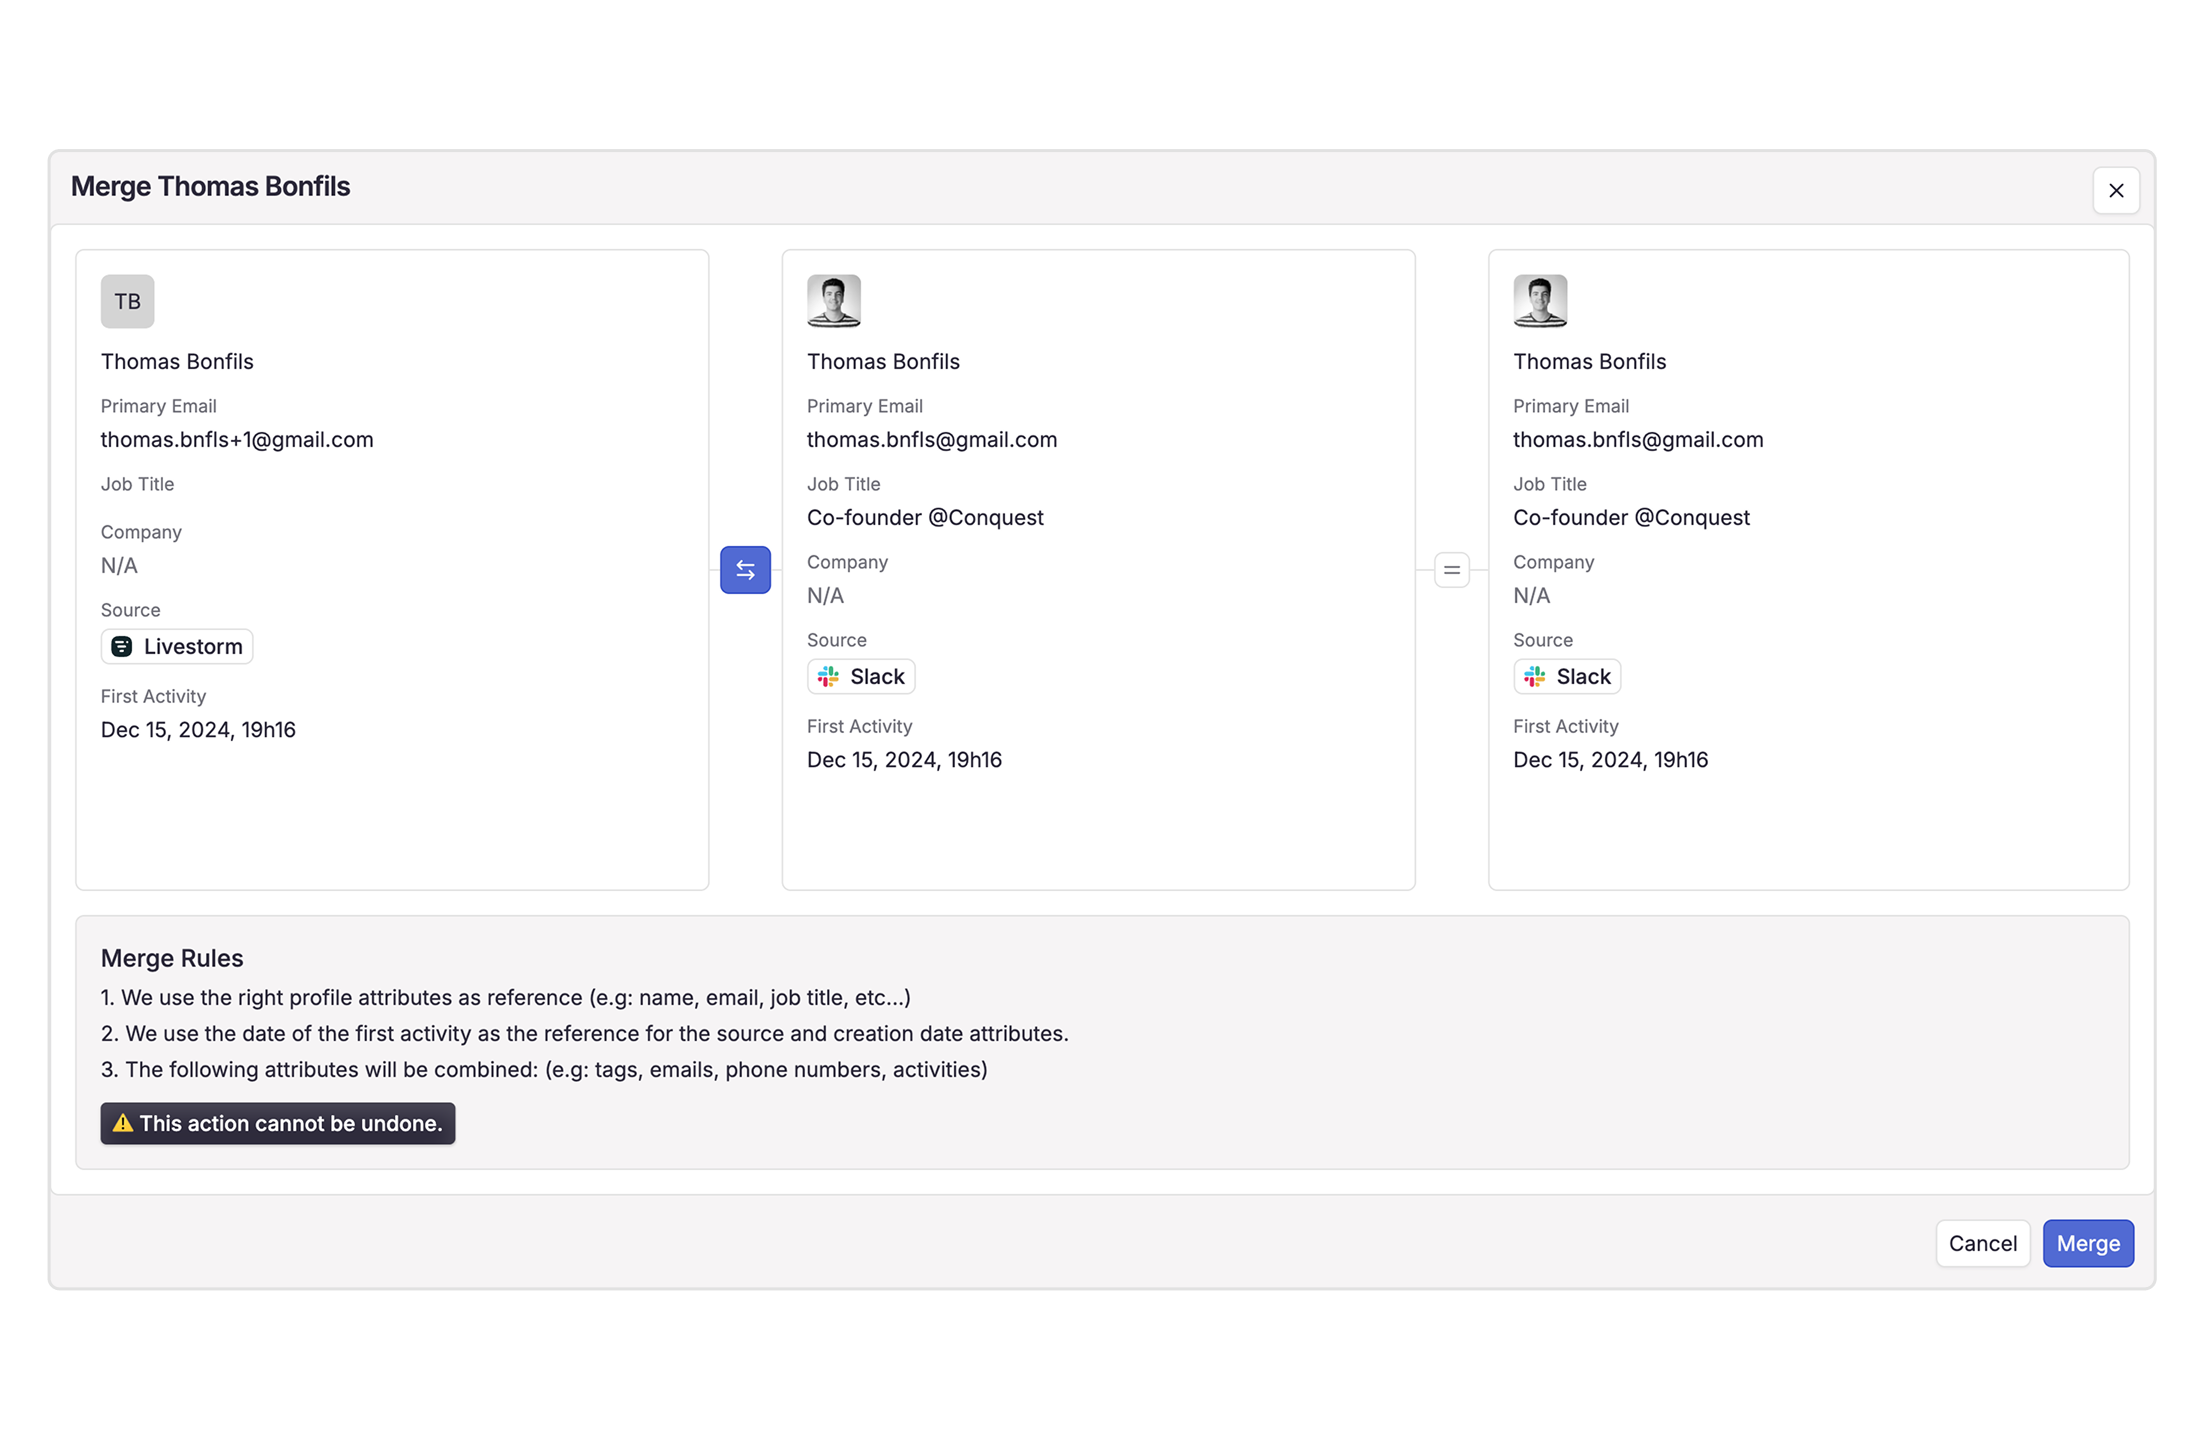 Merge Thomas Bonfils
TB
Thomas Bonfils
Primary Email
thomas.bnfls+1@gmail.com
Job Title
Company
N/A
Source
Livestorm
First Activity
Dec 15, 2024, 19h16
Thomas Bonfils
Primary Email
thomas.bnfls@gmail.com
Job Title
Co-founder @Conquest
Company
N/A
Source
Slack
First Activity
Dec 15, 2024, 19h16
Thomas Bonfils
Primary Email
thomas.bnfls@gmail.com
Job Title
Co-founder @Conquest
Company
N/A
Source
Slack
First Activity
Dec 15, 2024, 19h16
Merge Rules
1. We use the right profile attributes as reference (e.g: name, email, job title, etc...)
2. We use the date of the first activity as the reference for the source and creation date attributes.
3. The following attributes will be combined: (e.g: tags, emails, phone numbers, activities)
⚠️ This action cannot be undone.
Cancel
Merge